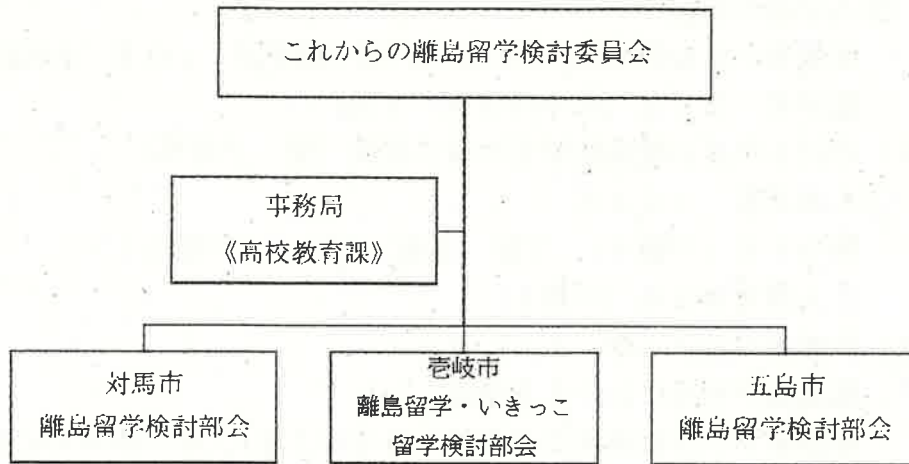 これからの離島留学検討委員会
事務局
《高校教育課》
対馬市
離島留学検討部会
壱岐市
離島留学・いきっこ
留学検討部会
五島市
離島留学検討部会